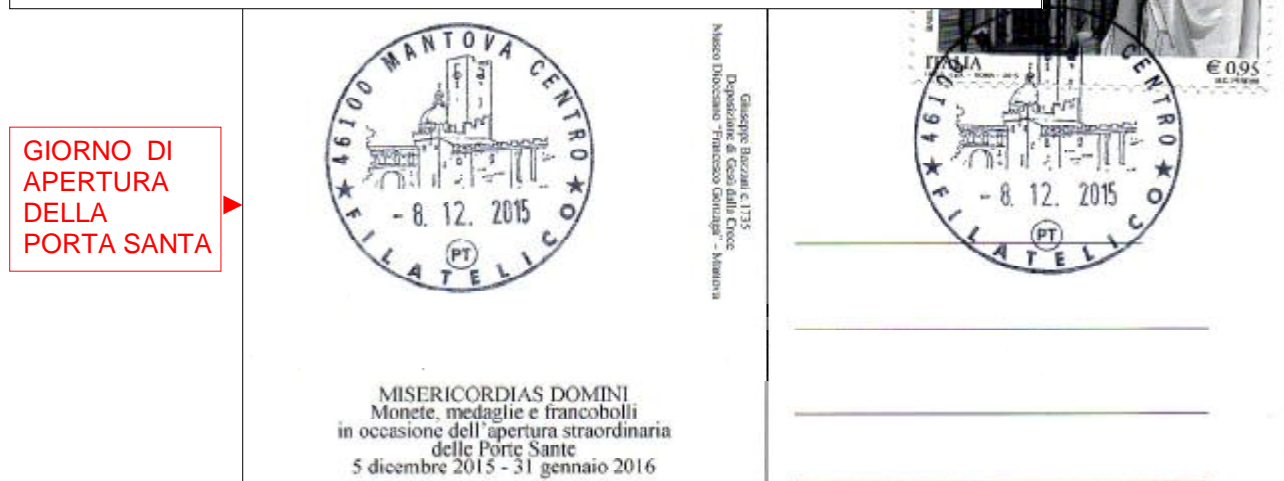 GIORNO DI
APERTURA
DELLA
PORTA SANTA
46100 MANTOVA CENTRO
- 8. 12. 2015
PT
★ FILATELICO ★
Giuseppe Bazzani c.1735
Deposizione di Gesù dalla Croce
Museo Diocesano "Francesco Gonzaga" – Mantova
MISERICORDIAS DOMINI
Monete, medaglie e francobolli
in occasione dell'apertura straordinaria
delle Porte Sante
5 dicembre 2015 - 31 gennaio 2016
ITALIA
€ 0,95
CENTRO
46100
- 8. 12. 2015
PT
★ FILATELICO ★